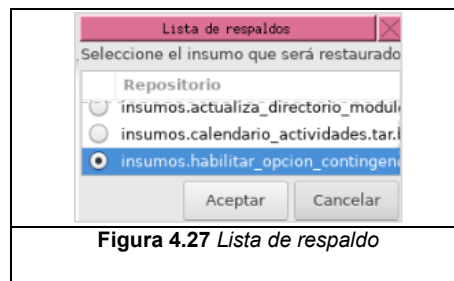 Lista de respaldos
Seleccione el insumo que será restaurado
Repositorio
insumos.actualiza_directorio_modul
insumos.calendario_actividades.tar.
insumos.habilitar_opcion_contingen
Aceptar Cancelar
Figura 4.27 Lista de respaldo